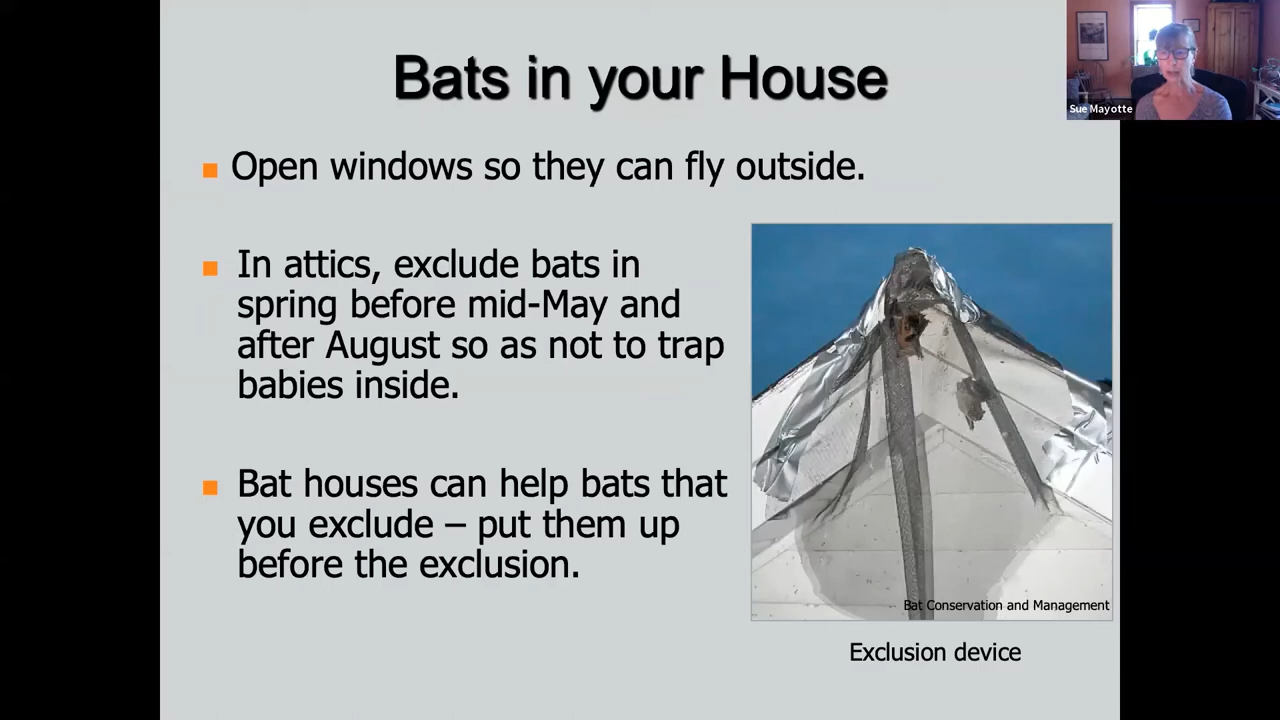 Bats in your House
Sue Mayotte
Open windows so they can fly outside.
In attics, exclude bats in
spring before mid-May and
after August so as not to trap
babies inside.
Bat houses can help bats that
you exclude – put them up
before the exclusion.
Bat Conservation and Management
Exclusion device